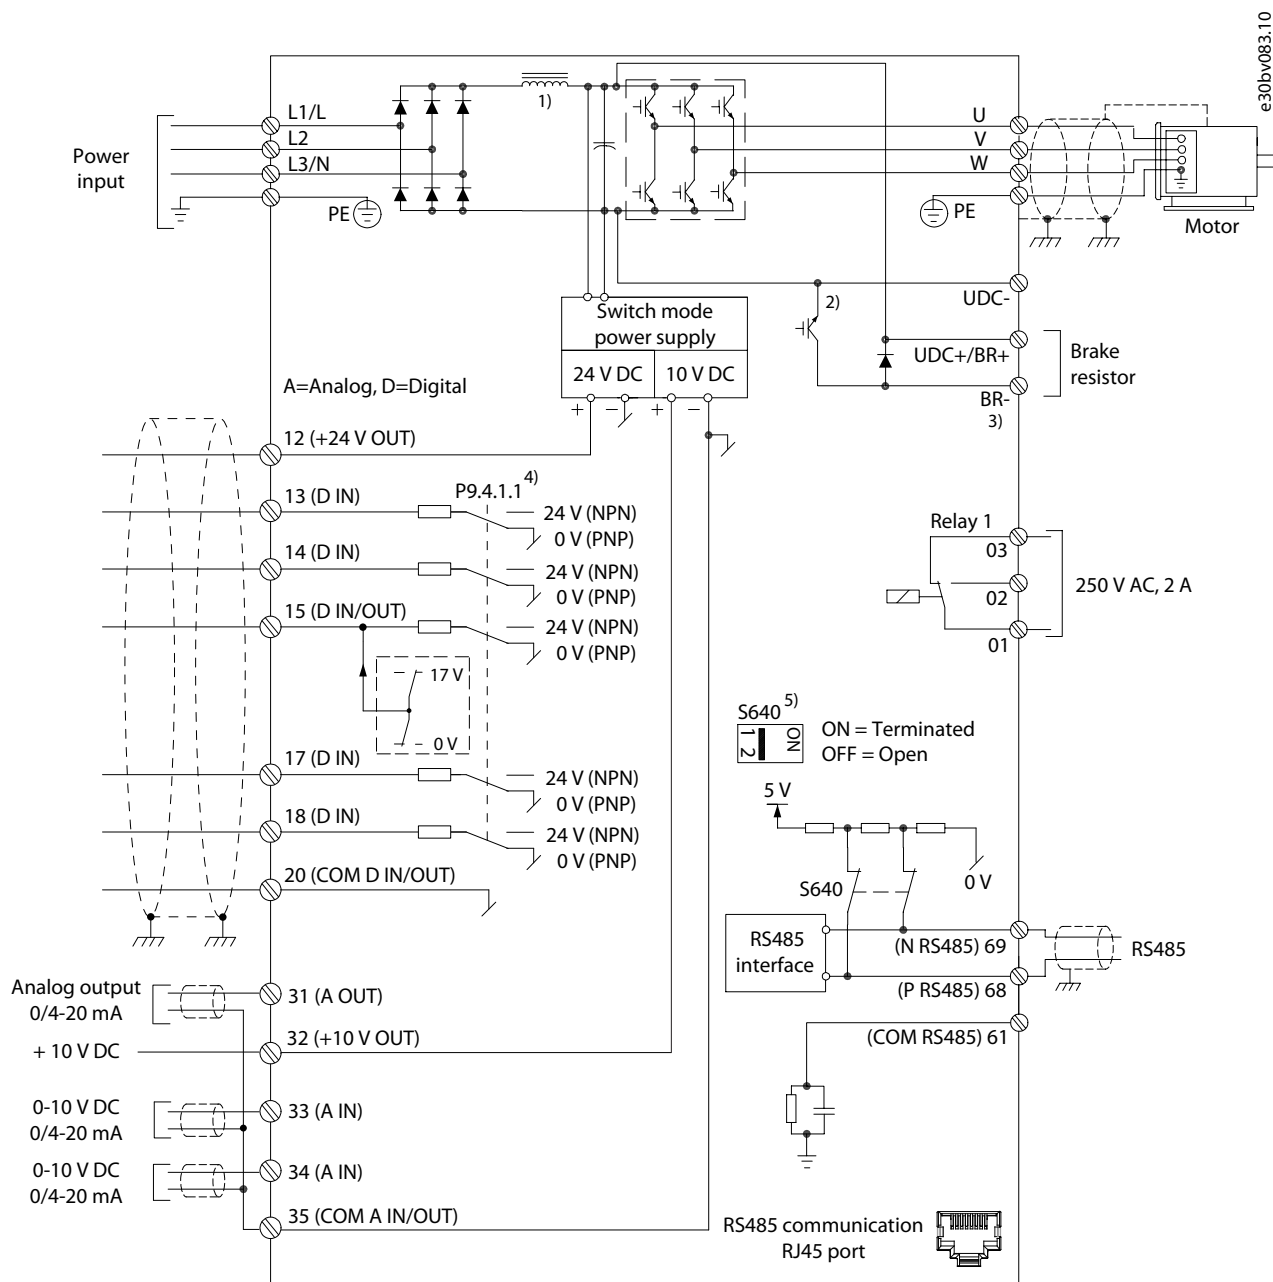 e30bv083.10
Power
input
L1/L
L2
L3/N
PE
1)
U
V
W
PE
Motor
UDC-
2)
Switch mode
power supply
24 V DC
10 V DC
+
−
+
−
UDC+/BR+
BR-
3)
Brake
resistor
A=Analog, D=Digital
12 (+24 V OUT)
P9.4.1.1 4)
13 (D IN)
24 V (NPN)
0 V (PNP)
14 (D IN)
24 V (NPN)
0 V (PNP)
15 (D IN/OUT)
24 V (NPN)
0 V (PNP)
17 V
0 V
17 (D IN)
24 V (NPN)
0 V (PNP)
18 (D IN)
24 V (NPN)
0 V (PNP)
20 (COM D IN/OUT)
Relay 1
03
02
01
250 V AC, 2 A
S640 5)
1 2
ON
ON = Terminated
OFF = Open
5 V
0 V
S640
RS485
interface
(N RS485) 69
(P RS485) 68
RS485
(COM RS485) 61
Analog output
0/4-20 mA
31 (A OUT)
+ 10 V DC
32 (+10 V OUT)
0-10 V DC
0/4-20 mA
33 (A IN)
0-10 V DC
0/4-20 mA
34 (A IN)
35 (COM A IN/OUT)
RS485 communication
RJ45 port